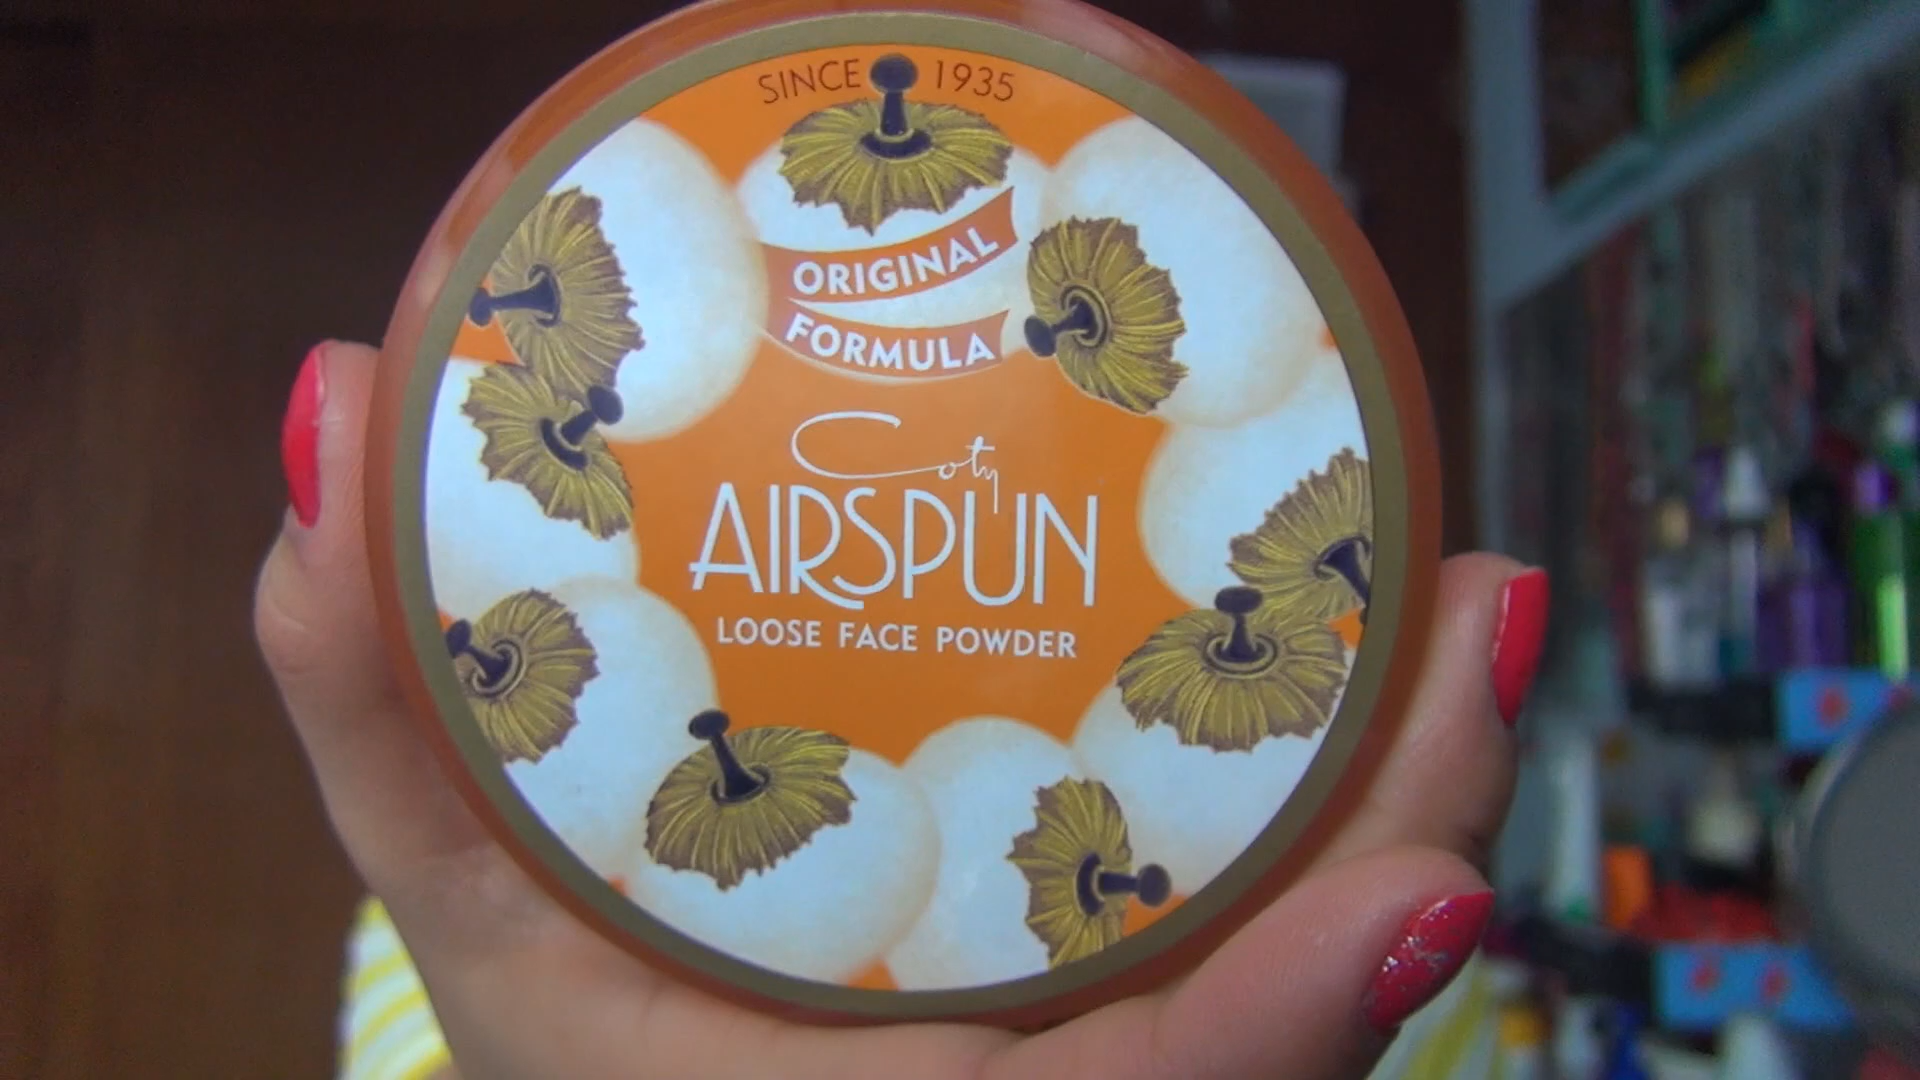 SINCE 1935
ORIGINAL
FORMULA
Coty
AIRSPUN
LOOSE FACE POWDER